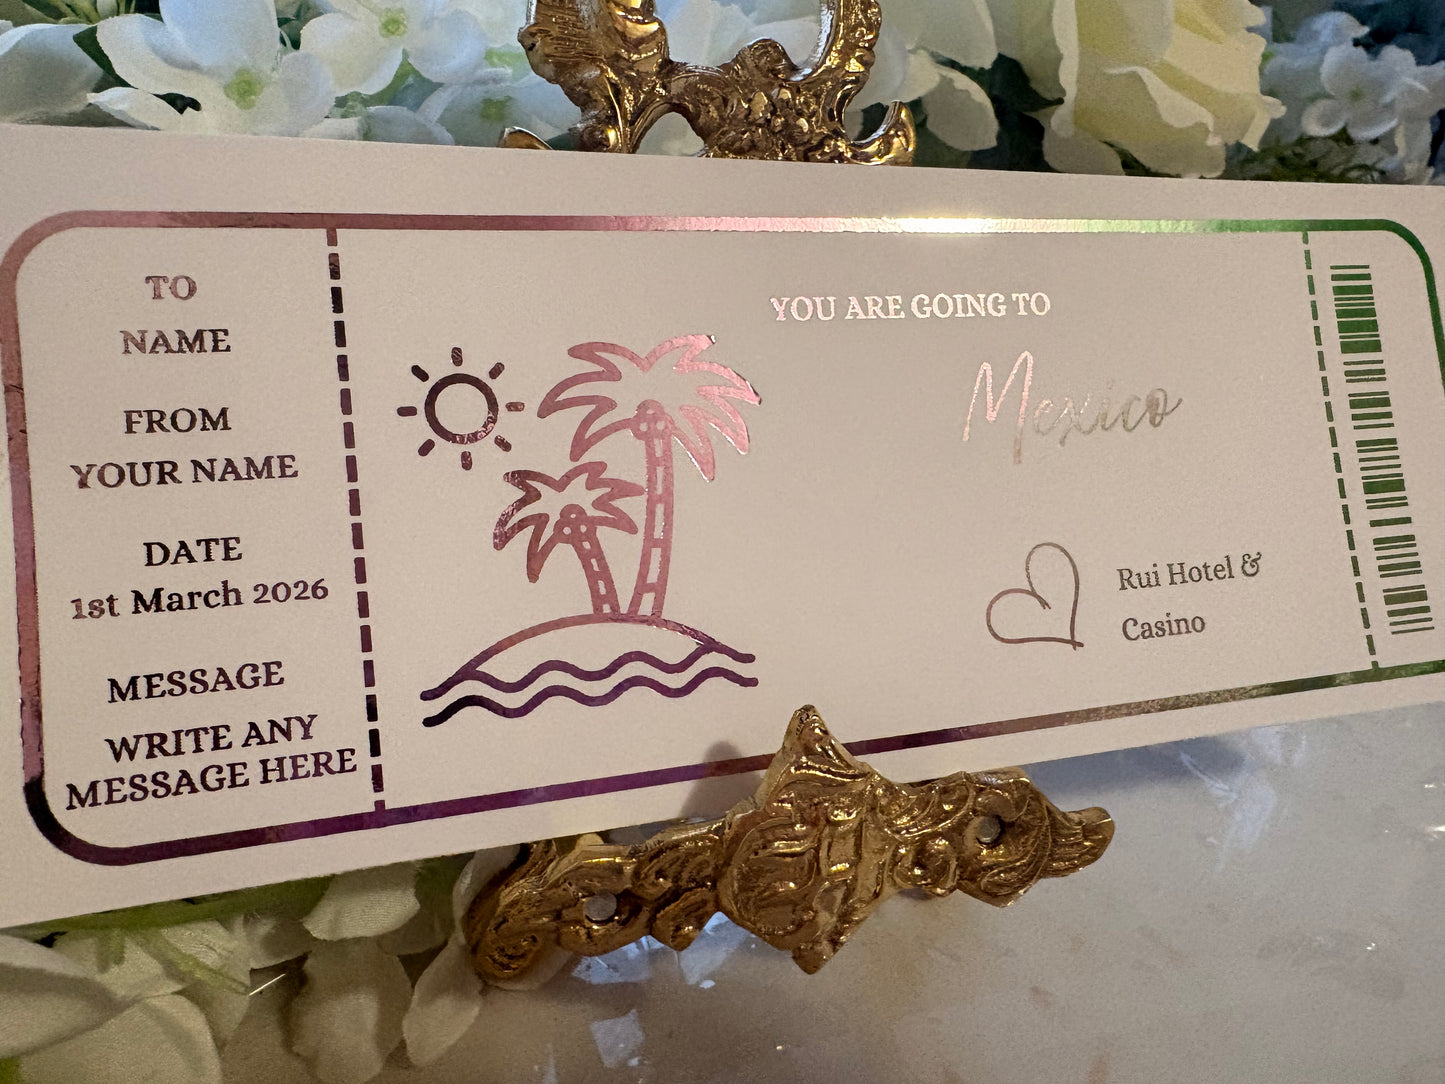 TO
NAME
FROM
YOUR NAME
DATE
1st March 2026
MESSAGE
WRITE ANY
MESSAGE HERE
YOU ARE GOING TO
Mexico
Rui Hotel &
Casino